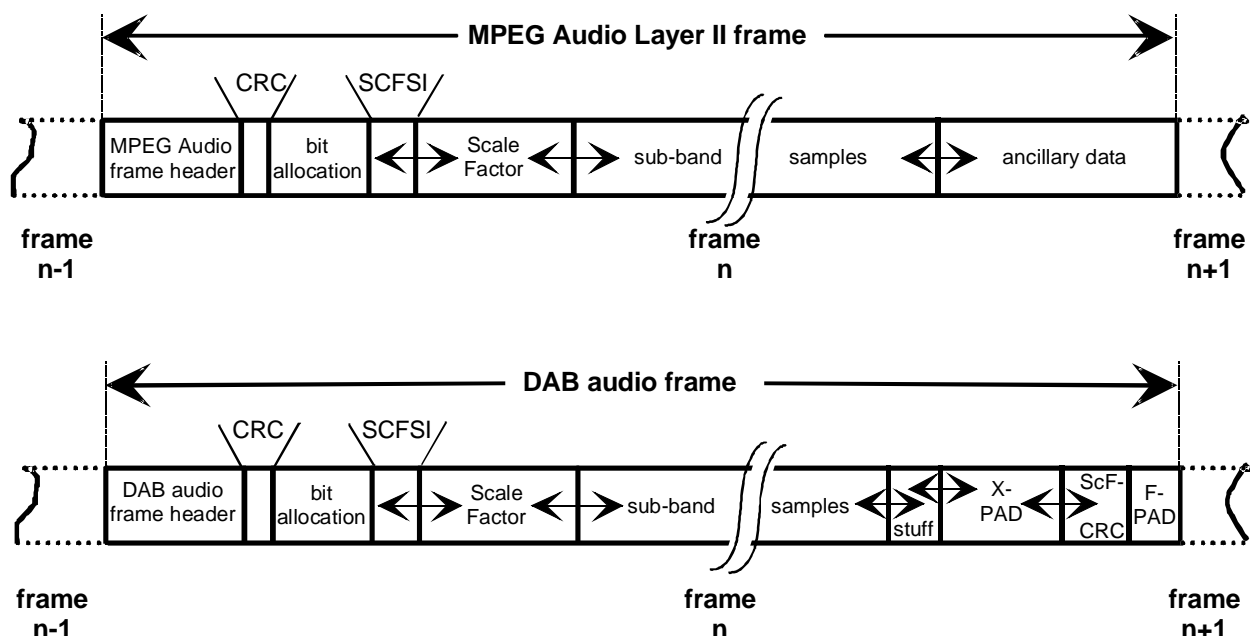 MPEG Audio Layer II frame
CRC
SCFSI
MPEG Audio
frame header
bit
allocation
Scale
Factor
sub-band
samples
ancillary data
frame
n-1
frame
n
frame
n+1
DAB audio frame
CRC
SCFSI
DAB audio
frame header
bit
allocation
Scale
Factor
sub-band
samples
stuff
X-
PAD
ScF-
CRC
F-
PAD
frame
n-1
frame
n
frame
n+1